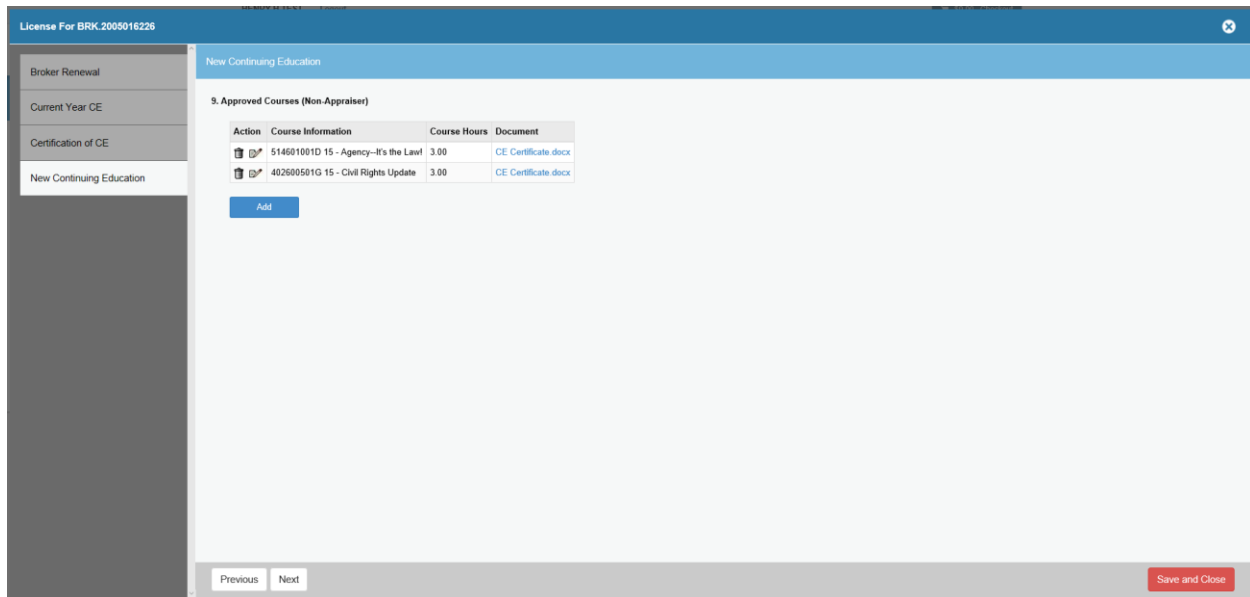 License For BRK.2005016226
Broker Renewal
Current Year CE
Certification of CE
New Continuing Education
New Continuing Education
9. Approved Courses (Non-Appraiser)
Action Course Information Course Hours Document
514601001D 15 - Agency--It's the Law! 3.00 CE Certificate.docx
402600501G 15 - Civil Rights Update 3.00 CE Certificate.docx
Add
Previous Next Save and Close